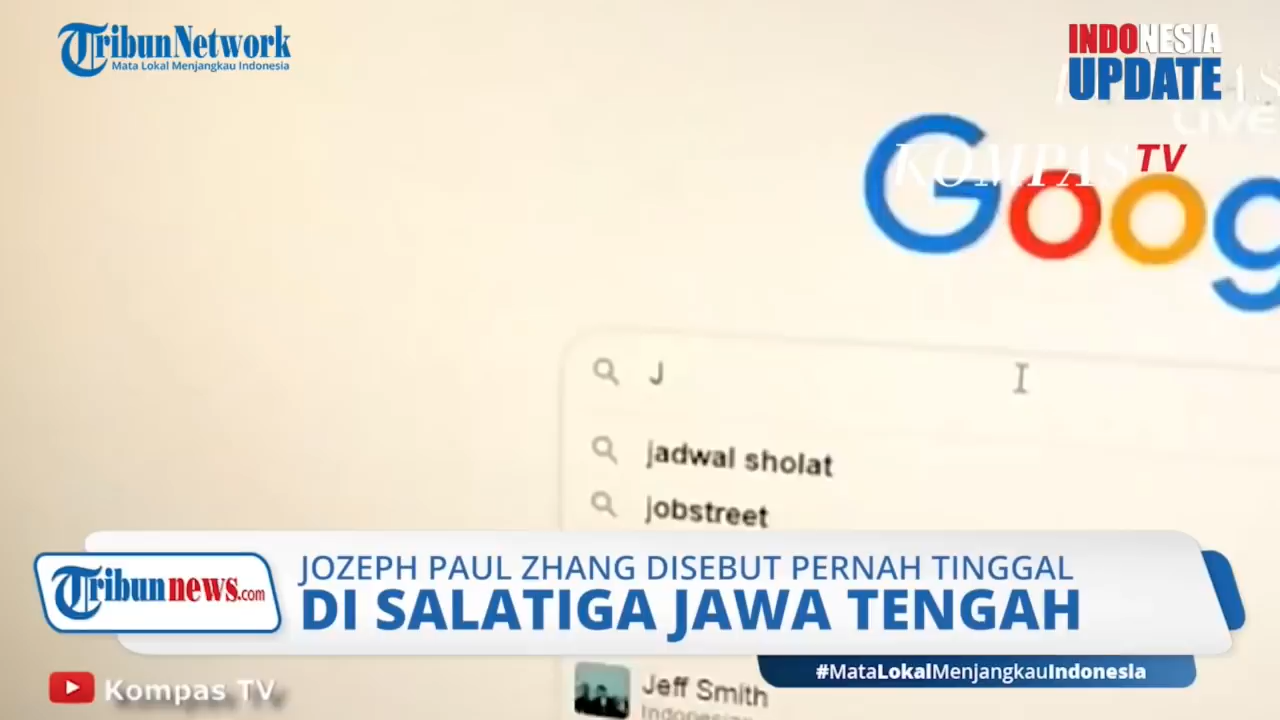 TribunNetwork
Mata Lokal Menjangkau Indonesia
INDONESIA
UPDATE
LIVE
KOMPAS TV
Goog
J
jadwal sholat
jobstreet
Tribunnews.com
JOZEPH PAUL ZHANG DISEBUT PERNAH TINGGAL
DI SALATIGA JAWA TENGAH
#MataLokalMenjangkauIndonesia
Kompas TV
Jeff Smith